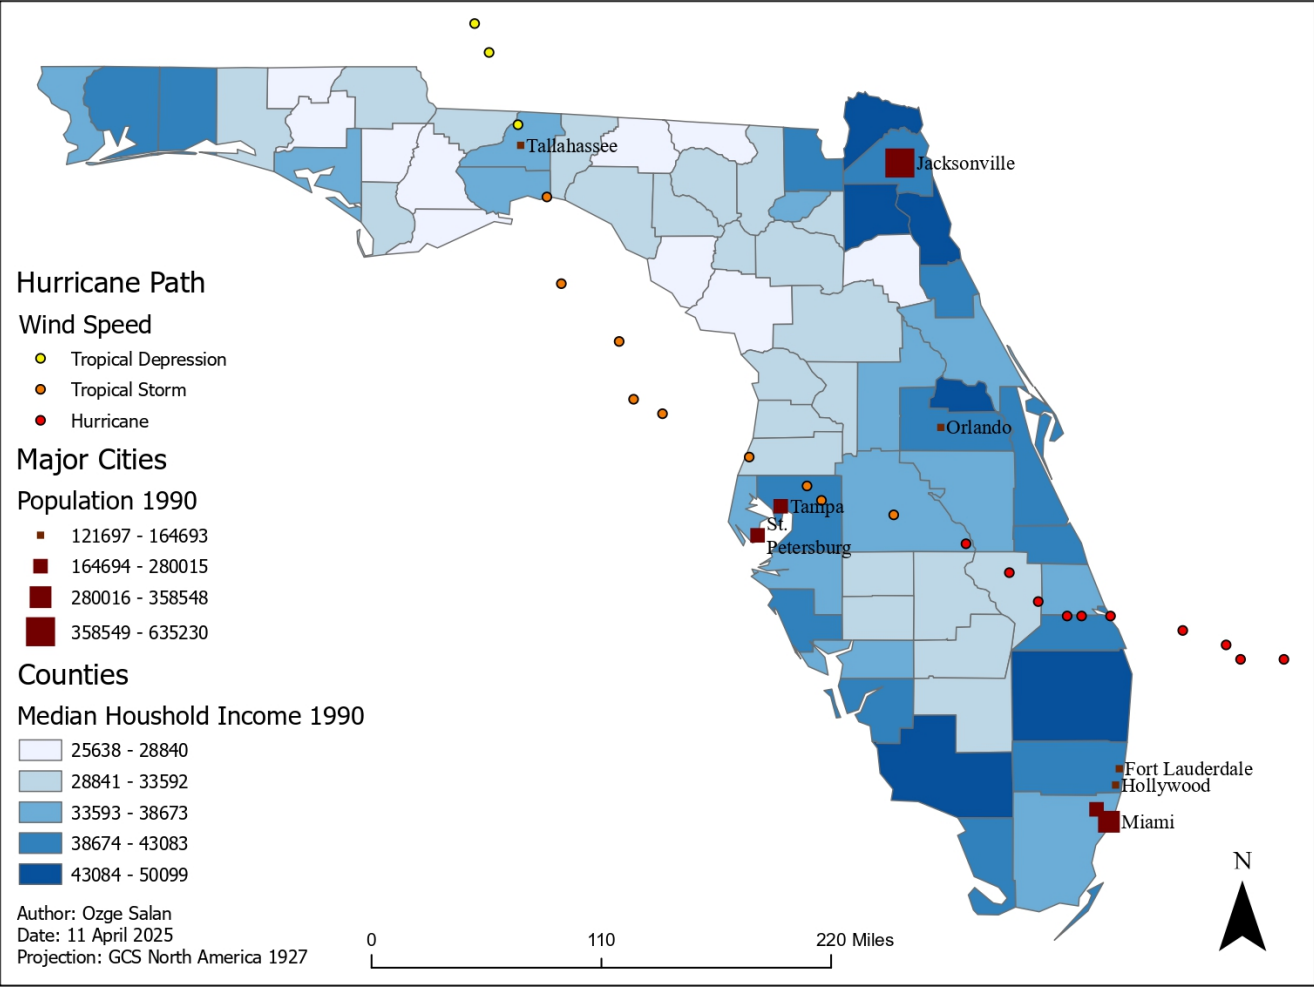 Tallahassee
Jacksonville
Hurricane Path
Wind Speed
Tropical Depression
Tropical Storm
Hurricane
Orlando
Major Cities
Population 1990
Tampa
St.
Petersburg
121697 - 164693
164694 - 280015
280016 - 358548
358549 - 635230
Counties
Median Houshold Income 1990
25638 - 28840
28841 - 33592
33593 - 38673
38674 - 43083
43084 - 50099
Fort Lauderdale
Hollywood
Miami
N
Author: Ozge Salan
Date: 11 April 2025
Projection: GCS North America 1927
0 110 220 Miles